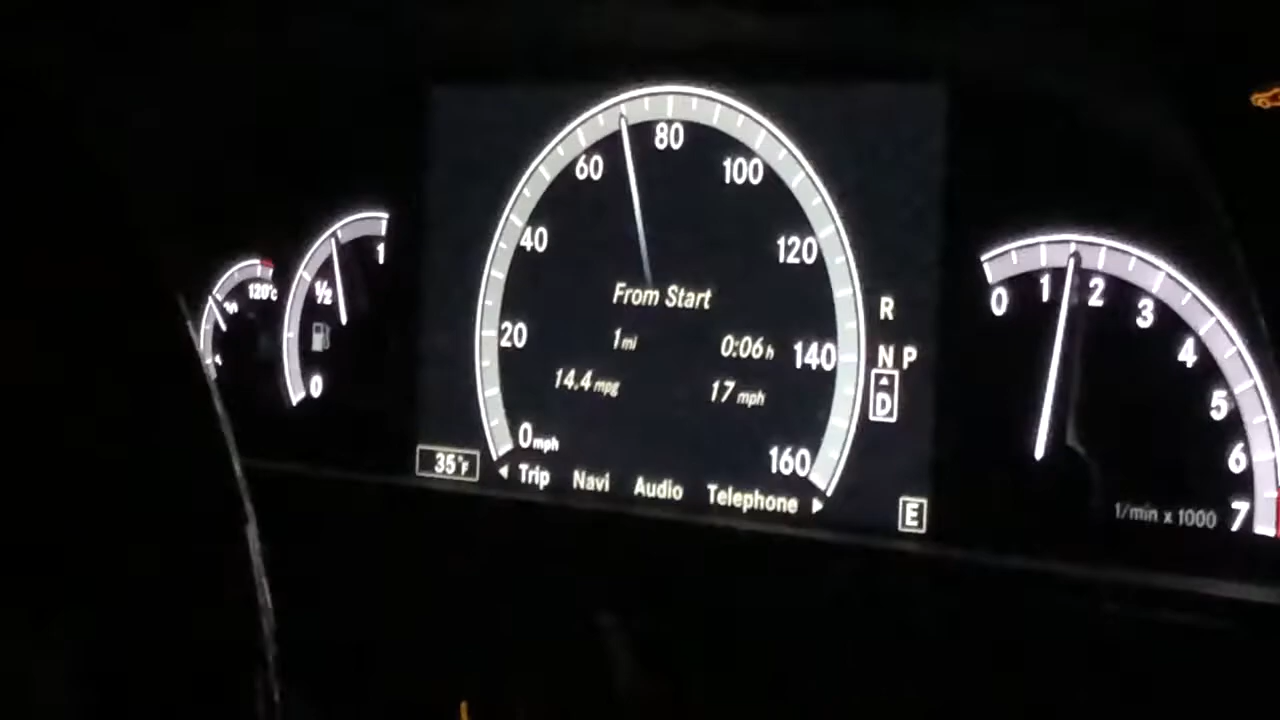 120°c
1
1/2
0
80
60
100
40
120
From Start
20
1 mi
0:06 h
140
14.4 mpg
17 mph
0 mph
160
35°F
Trip Navi Audio Telephone
R
N P
D
E
0
1
2
3
4
5
6
7
1/min x 1000